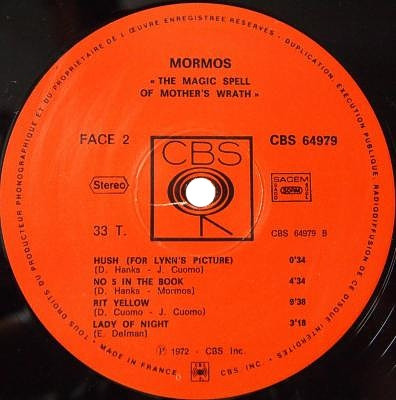 TOUS DROITS DU PRODUCTEUR PHONOGRAPHIQUE ET DU PROPRIETAIRE DE L'ŒUVRE ENREGISTREE RESERVES - DUPLICATION, EXECUTION PUBLIQUE, RADIODIFFUSION DE CE DISQUE INTERDITES
MORMOS
« THE MAGIC SPELL
OF MOTHER'S WRATH »
FACE 2
CBS 64979
CBS
Stereo
SACEM
SDRM
33 T.
CBS 64979 B
HUSH (FOR LYNN'S PICTURE) 0'34
(D. Hanks - J. Cuomo)
NO 5 IN THE BOOK 4'34
(D. Hanka - Mormos)
RIT YELLOW 9'38
(D. Cuomo - J. Cuomo)
LADY OF NIGHT 3'18
(E. Delman)
℗ 1972 - CBS Inc.
MADE IN FRANCE
CBS INC.